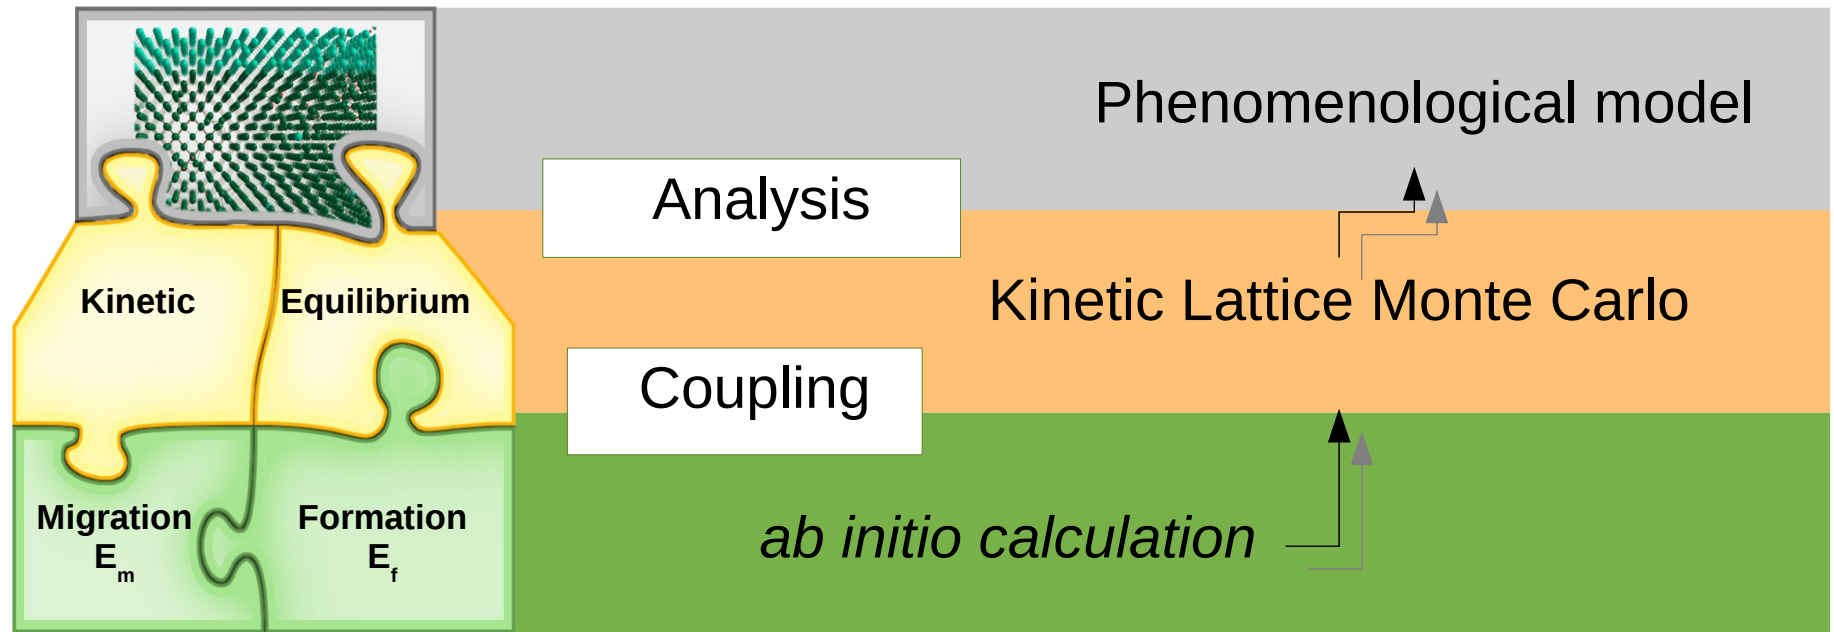 Phenomenological model
Analysis
Kinetic
Equilibrium
Kinetic Lattice Monte Carlo
Coupling
Migration
Em
Formation
Ef
ab initio calculation